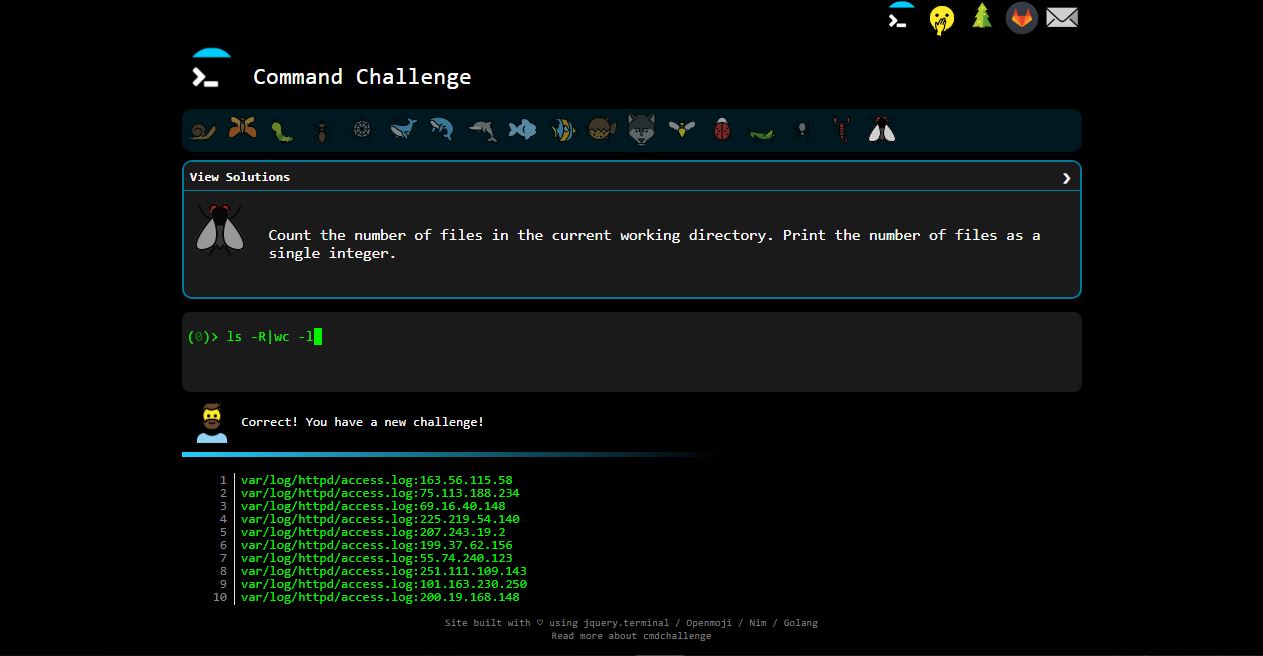 Command Challenge
View Solutions
Count the number of files in the current working directory. Print the number of files as a
single integer.
(0)> ls -R|wc -l
Correct! You have a new challenge!
1 var/log/httpd/access.log:163.56.115.58
2 var/log/httpd/access.log:75.113.188.234
3 var/log/httpd/access.log:69.16.40.148
4 var/log/httpd/access.log:225.219.54.140
5 var/log/httpd/access.log:207.243.19.2
6 var/log/httpd/access.log:199.37.62.156
7 var/log/httpd/access.log:55.74.240.123
8 var/log/httpd/access.log:251.111.109.143
9 var/log/httpd/access.log:101.163.230.250
10 var/log/httpd/access.log:200.19.168.148
Site built with ♡ using jquery.terminal / Openmoji / Nim / Golang
Read more about cmdchallenge